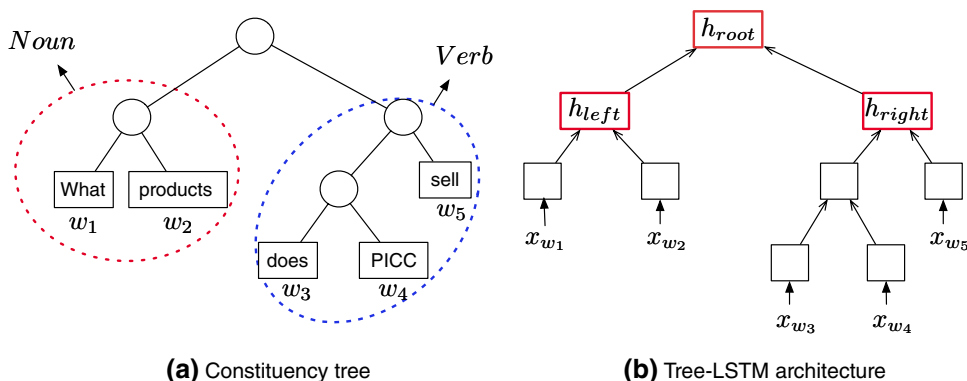 Noun
Verb
What
products
sell
w₁
w₂
w₅
does
PICC
w₃
w₄
(a) Constituency tree
h_root
h_left
h_right
x_w₁
x_w₂
x_w₅
x_w₃
x_w₄
(b) Tree-LSTM architecture